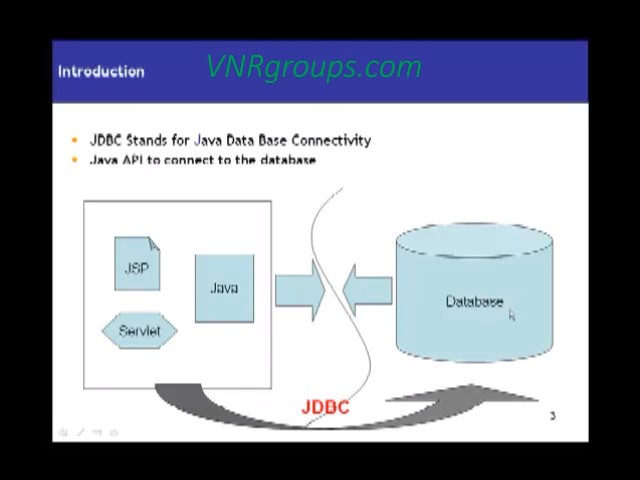 Introduction
VNRgroups.com
JDBC Stands for Java Data Base Connectivity
Java API to connect to the database
JSP
Java
Servlet
Database
JDBC
3